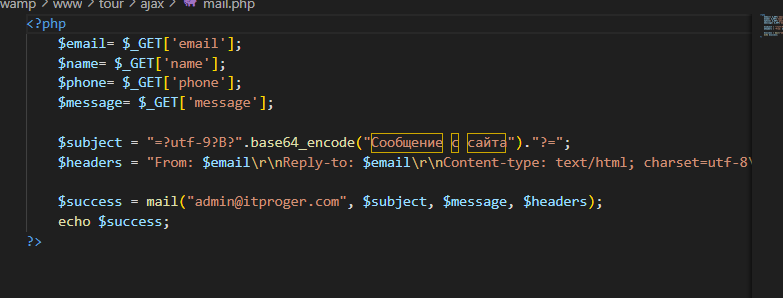 wamp > www > tour > ajax > mail.php
<?php
$email= $_GET['email'];
$name= $_GET['name'];
$phone= $_GET['phone'];
$message= $_GET['message'];
$subject = "=?utf-9?B?".base64_encode("Сообщение с сайта")."?=";
$headers = "From: $email\r\nReply-to: $email\r\nContent-type: text/html; charset=utf-8\
$success = mail("admin@itproger.com", $subject, $message, $headers);
echo $success;
?>